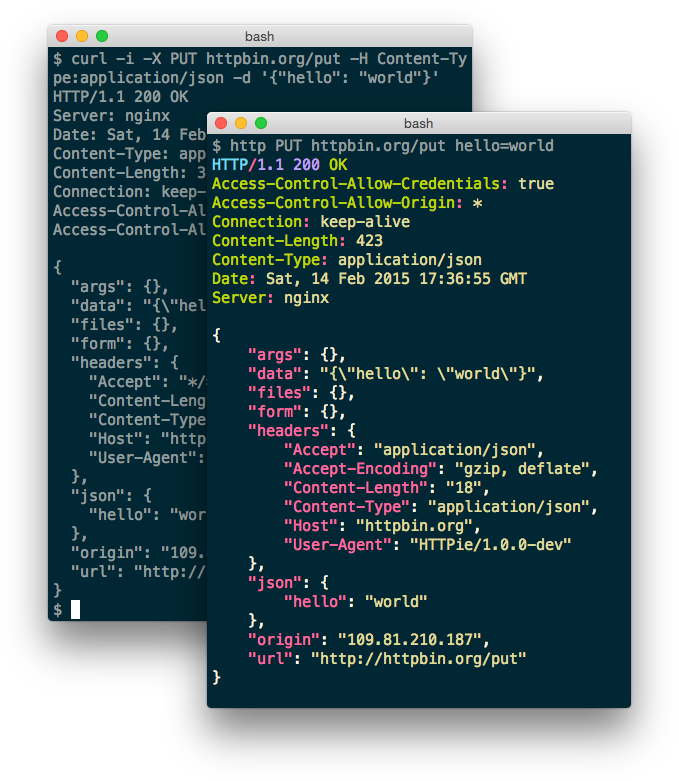 bash
$ curl -i -X PUT httpbin.org/put -H Content-Ty
pe:application/json -d '{"hello": "world"}'
HTTP/1.1 200 OK
Server: nginx
Date: Sat, 14 Feb
Content-Type: app
Content-Length: 3
Connection: keep-
Access-Control-Al
Access-Control-Al
{
"args": {},
"data": "{\"hel
"files": {},
"form": {},
"headers": {
"Accept": "*/
"Content-Leng
"Content-Type
"Host": "http
"User-Agent":
},
"json": {
"hello": "wor
},
"origin": "109.
"url": "http://
}
$
bash
$ http PUT httpbin.org/put hello=world
HTTP/1.1 200 OK
Access-Control-Allow-Credentials: true
Access-Control-Allow-Origin: *
Connection: keep-alive
Content-Length: 423
Content-Type: application/json
Date: Sat, 14 Feb 2015 17:36:55 GMT
Server: nginx
{
"args": {},
"data": "{\"hello\": \"world\"}",
"files": {},
"form": {},
"headers": {
"Accept": "application/json",
"Accept-Encoding": "gzip, deflate",
"Content-Length": "18",
"Content-Type": "application/json",
"Host": "httpbin.org",
"User-Agent": "HTTPie/1.0.0-dev"
},
"json": {
"hello": "world"
},
"origin": "109.81.210.187",
"url": "http://httpbin.org/put"
}